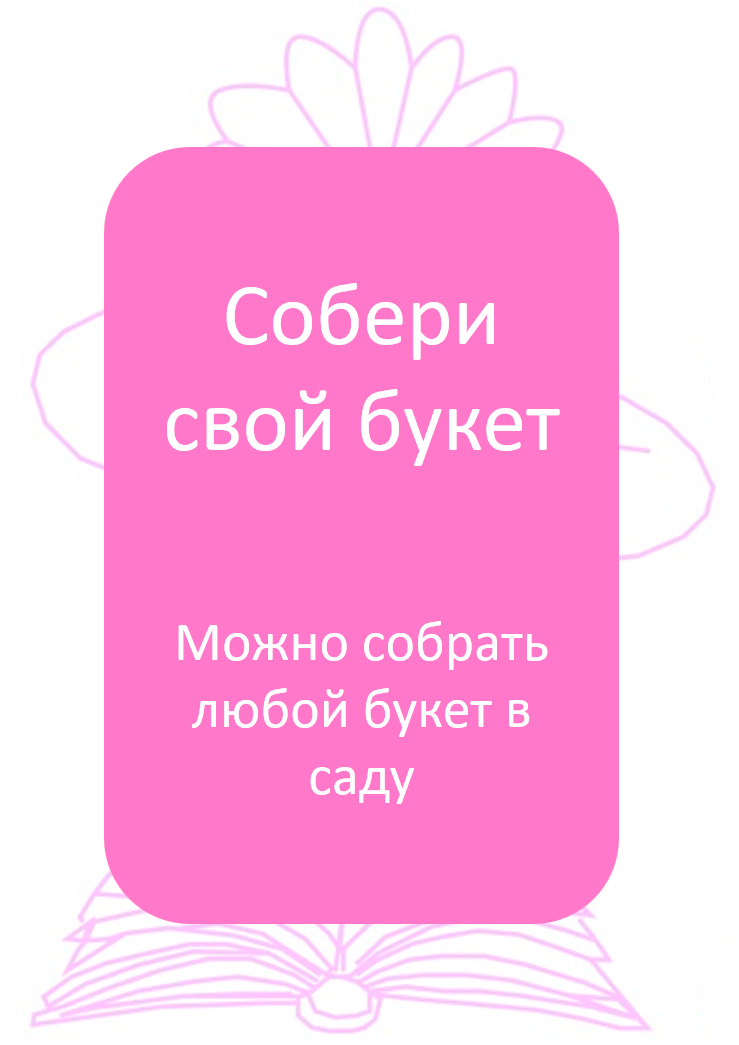 Собери
свой букет
Можно собрать
любой букет в
саду